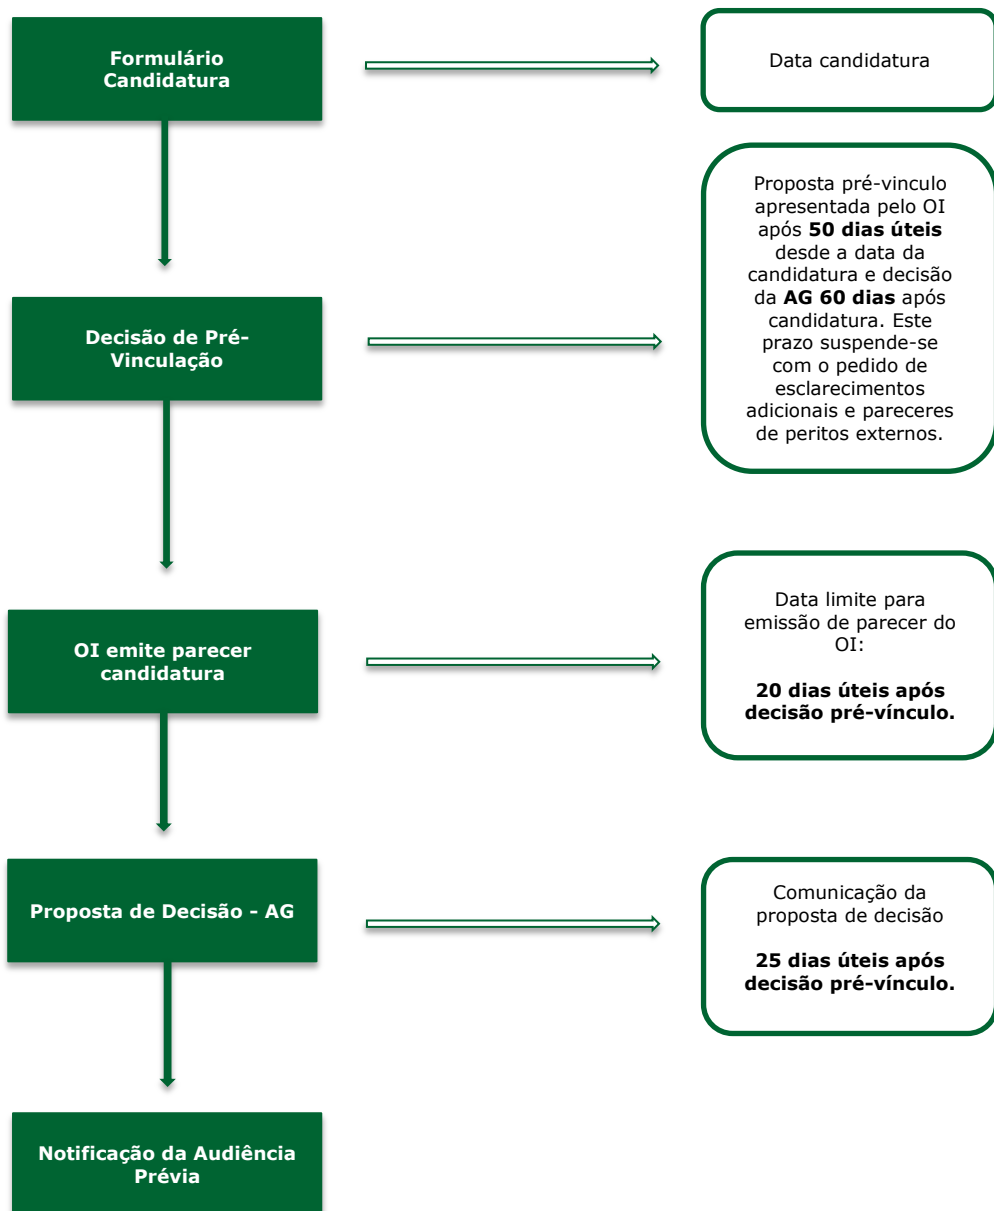 Formulário
Candidatura
Data candidatura
Proposta pré-vinculo
apresentada pelo OI
após 50 dias úteis
desde a data da
candidatura e decisão
da AG 60 dias após
candidatura. Este
prazo suspende-se
com o pedido de
esclarecimentos
adicionais e pareceres
de peritos externos.
Decisão de Pré-
Vinculação
OI emite parecer
candidatura
Data limite para
emissão de parecer do
OI:
20 dias úteis após
decisão pré-vínculo.
Proposta de Decisão - AG
Comunicação da
proposta de decisão
25 dias úteis após
decisão pré-vínculo.
Notificação da Audiência
Prévia